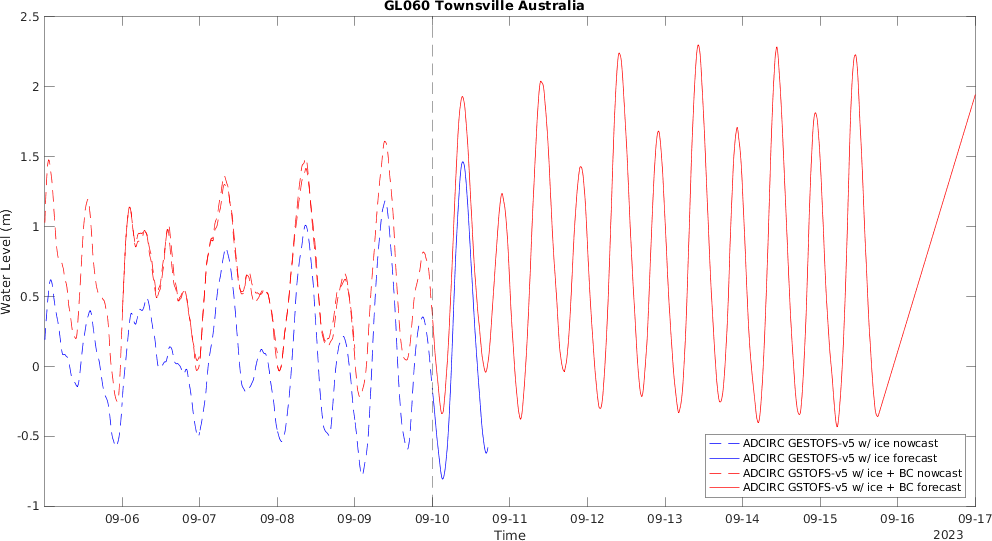 GL060 Townsville Australia
2.5
2
1.5
1
0.5
0
-0.5
-1
Water Level (m)
09-06 09-07 09-08 09-09 09-10 09-11 09-12 09-13 09-14 09-15 09-16 09-17
Time
2023
ADCIRC GESTOFS-v5 w/ ice nowcast
ADCIRC GESTOFS-v5 w/ ice forecast
ADCIRC GSTOFS-v5 w/ ice + BC nowcast
ADCIRC GSTOFS-v5 w/ ice + BC forecast